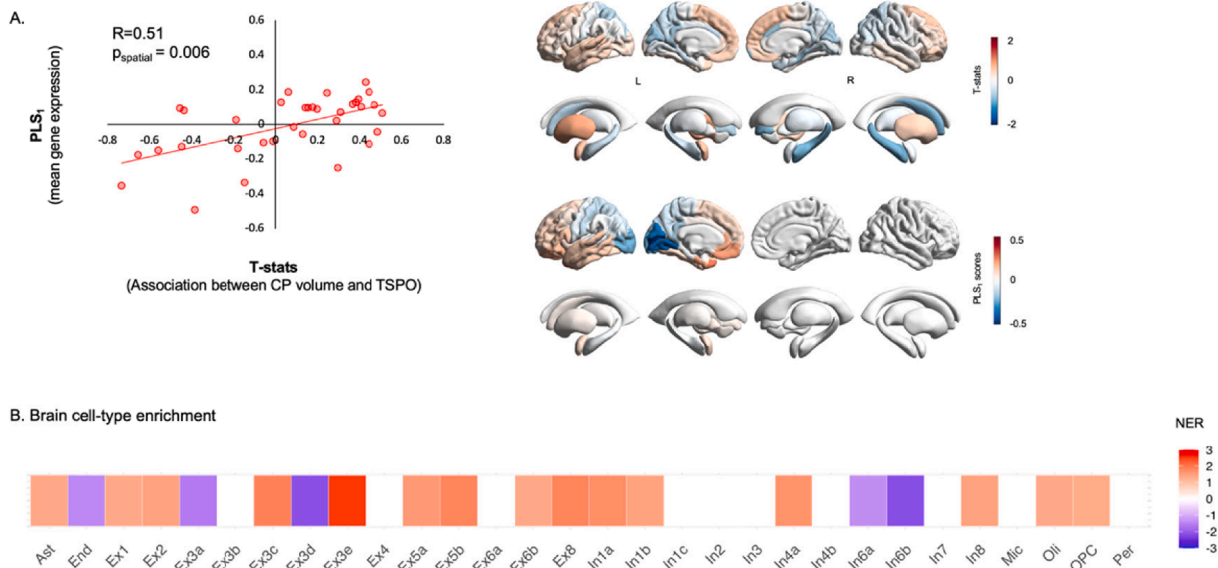 A.
R=0.51
pspatial = 0.006
PLS1
(mean gene expression)
0.6
0.4
0.2
0
-0.2
-0.4
-0.6
-0.8 -0.6 -0.4 -0.2 0 0.2 0.4 0.6 0.8
T-stats
(Association between CP volume and TSPO)
L R
T-stats
2
0
-2
PLS1 scores
0.5
0
-0.5
B. Brain cell-type enrichment
NER
3
2
1
0
-1
-2
-3
Ast End Ex1 Ex2 Ex3a Ex3b Ex3c Ex3d Ex3e Ex4 Ex5a Ex5b Ex6a Ex6b Ex8 In1a In1b In1c In2 In3 In4a In4b In6a In6b In7 In8 Mic Oli OPC Per